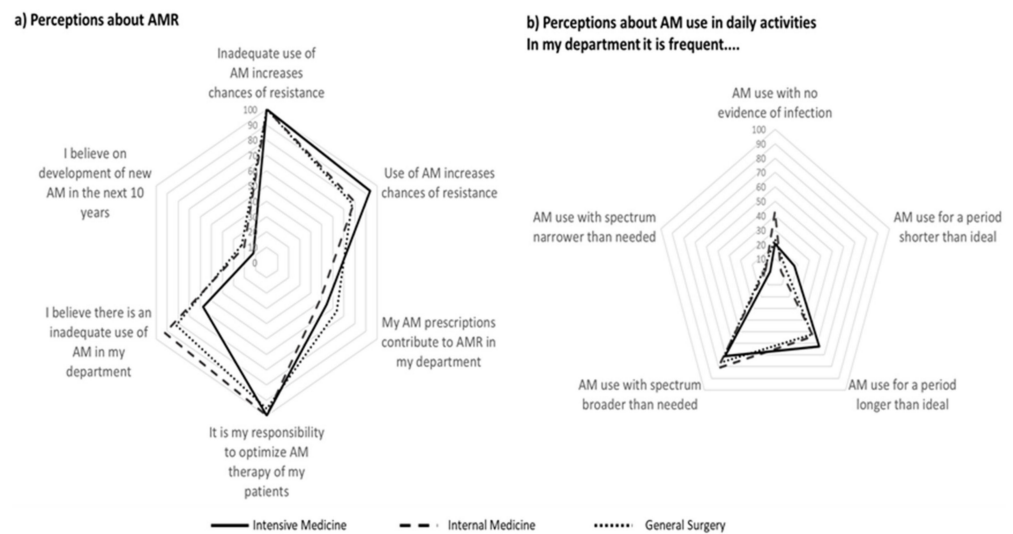 a) Perceptions about AMR
Inadequate use of
AM increases
chances of resistance
100
90
80
70
60
0
Use of AM increases
chances of resistance
My AM prescriptions
contribute to AMR in
my department
It is my responsibility
to optimize AM
therapy of my
patients
I believe there is an
inadequate use of
AM in my
department
I believe on
development of new
AM in the next 10
years
b) Perceptions about AM use in daily activities
In my department it is frequent....
AM use with no
evidence of infection
100
90
80
70
60
50
40
30
20
10
AM use for a period
shorter than ideal
AM use for a period
longer than ideal
AM use with spectrum
broader than needed
AM use with spectrum
narrower than needed
Intensive Medicine
Internal Medicine
General Surgery